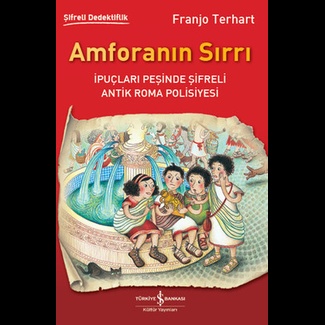 Şifreli Dedektiflik
Franjo Terhart
Amforanın Sırrı
İPUÇLARI PEŞİNDE ŞİFRELİ
ANTİK ROMA POLİSİYESİ
TÜRKİYE İŞ BANKASI
Kültür Yayınları